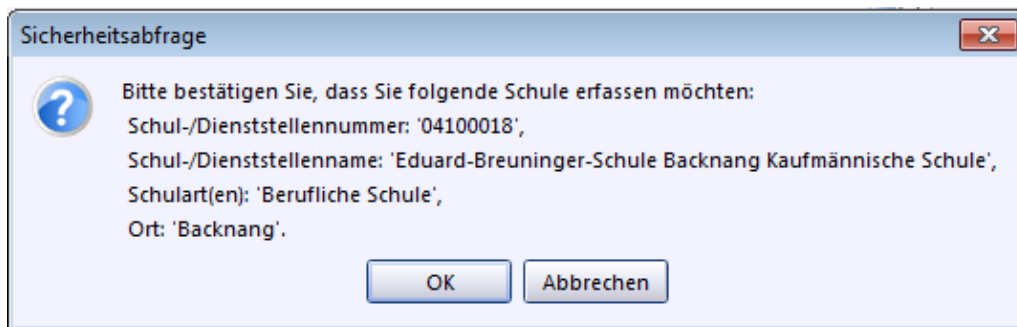 Sicherheitsabfrage
Bitte bestätigen Sie, dass Sie folgende Schule erfassen möchten:
Schul-/Dienststellennummer: '04100018',
Schul-/Dienststellenname: 'Eduard-Breuninger-Schule Backnang Kaufmännische Schule',
Schulart(en): 'Berufliche Schule',
Ort: 'Backnang'.
OK
Abbrechen